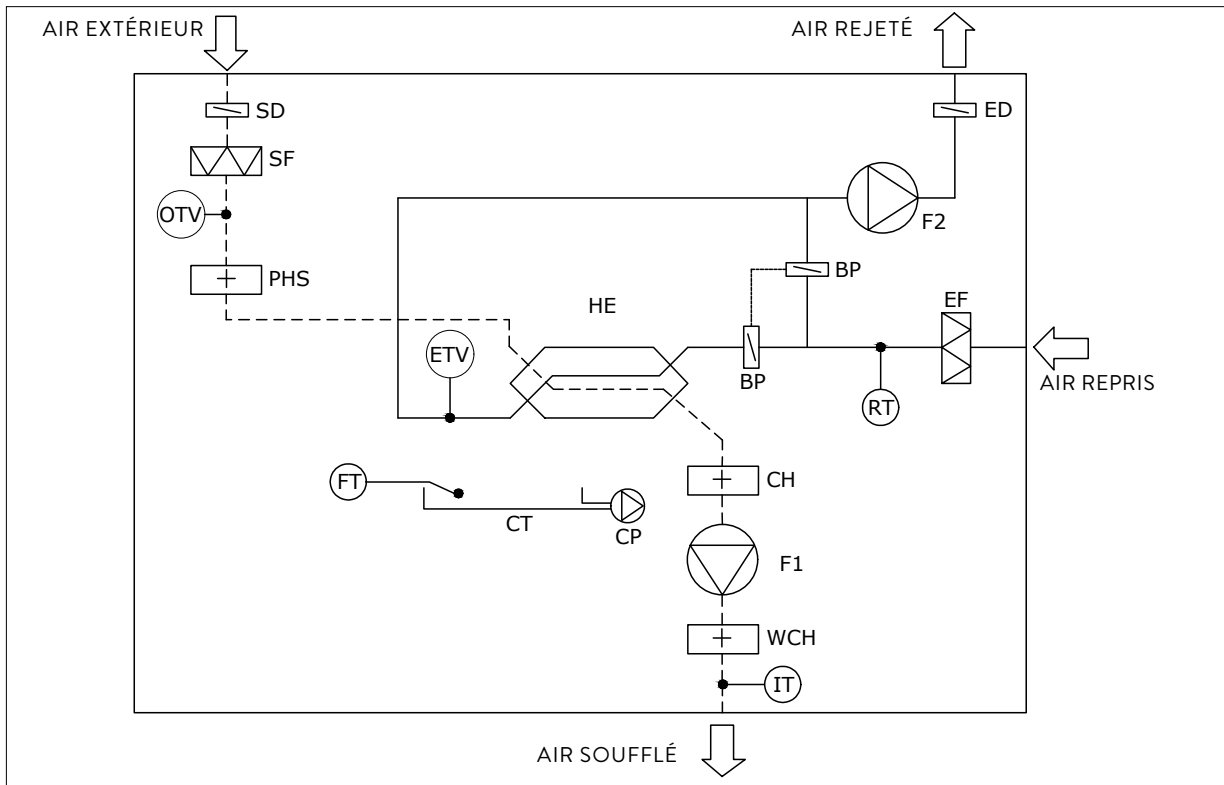 AIR EXTÉRIEUR
AIR REJETÉ
SD
ED
SF
OTV
F2
PHS
BP
HE
EF
ETV
BP
AIR REPRIS
RT
FT
CH
CT
CP
F1
WCH
IT
AIR SOUFFLÉ